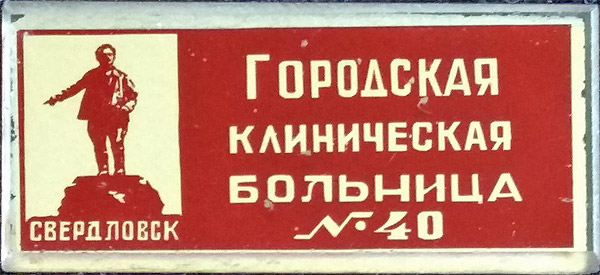 ГОРОДСКАЯ
КЛИНИЧЕСКАЯ
БОЛЬНИЦА
№ 40
СВЕРДЛОВСК